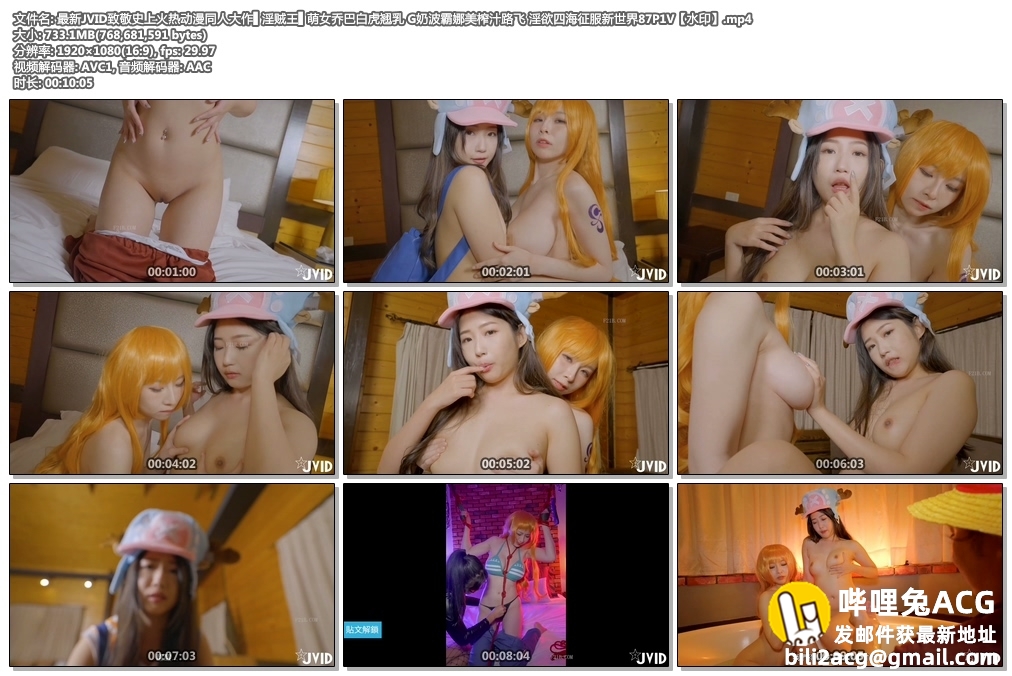 文件名: 最新JVID致敬史上火热动漫同人大作‖淫贼王‖萌女乔巴白虎翘乳 G奶波霸娜美榨汁路飞 淫欲四海征服新世界87P1V【水印】.mp4
大小: 733.1MB(768,681,591 bytes)
分辨率: 1920×1080(16:9), fps: 29.97
视频解码器: AVC1, 音频解码器: AAC
时长: 00:10:05
00:01:00
JVID
00:02:01
JVID
00:03:01
JVID
00:04:02
JVID
00:05:02
JVID
00:06:03
JVID
00:07:03
JVID
貼文解鎖
00:08:04
JVID
哔哩兔ACG
发邮件获最新地址
bili2acg@gmail.com